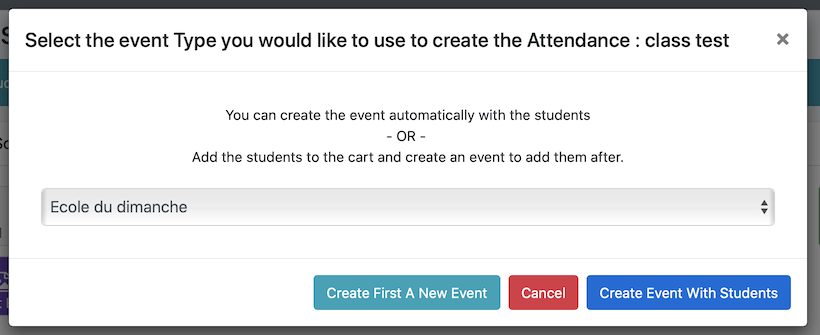 Select the event Type you would like to use to create the Attendance : class test
×
You can create the event automatically with the students
- OR -
Add the students to the cart and create an event to add them after.
Ecole du dimanche
Create First A New Event
Cancel
Create Event With Students